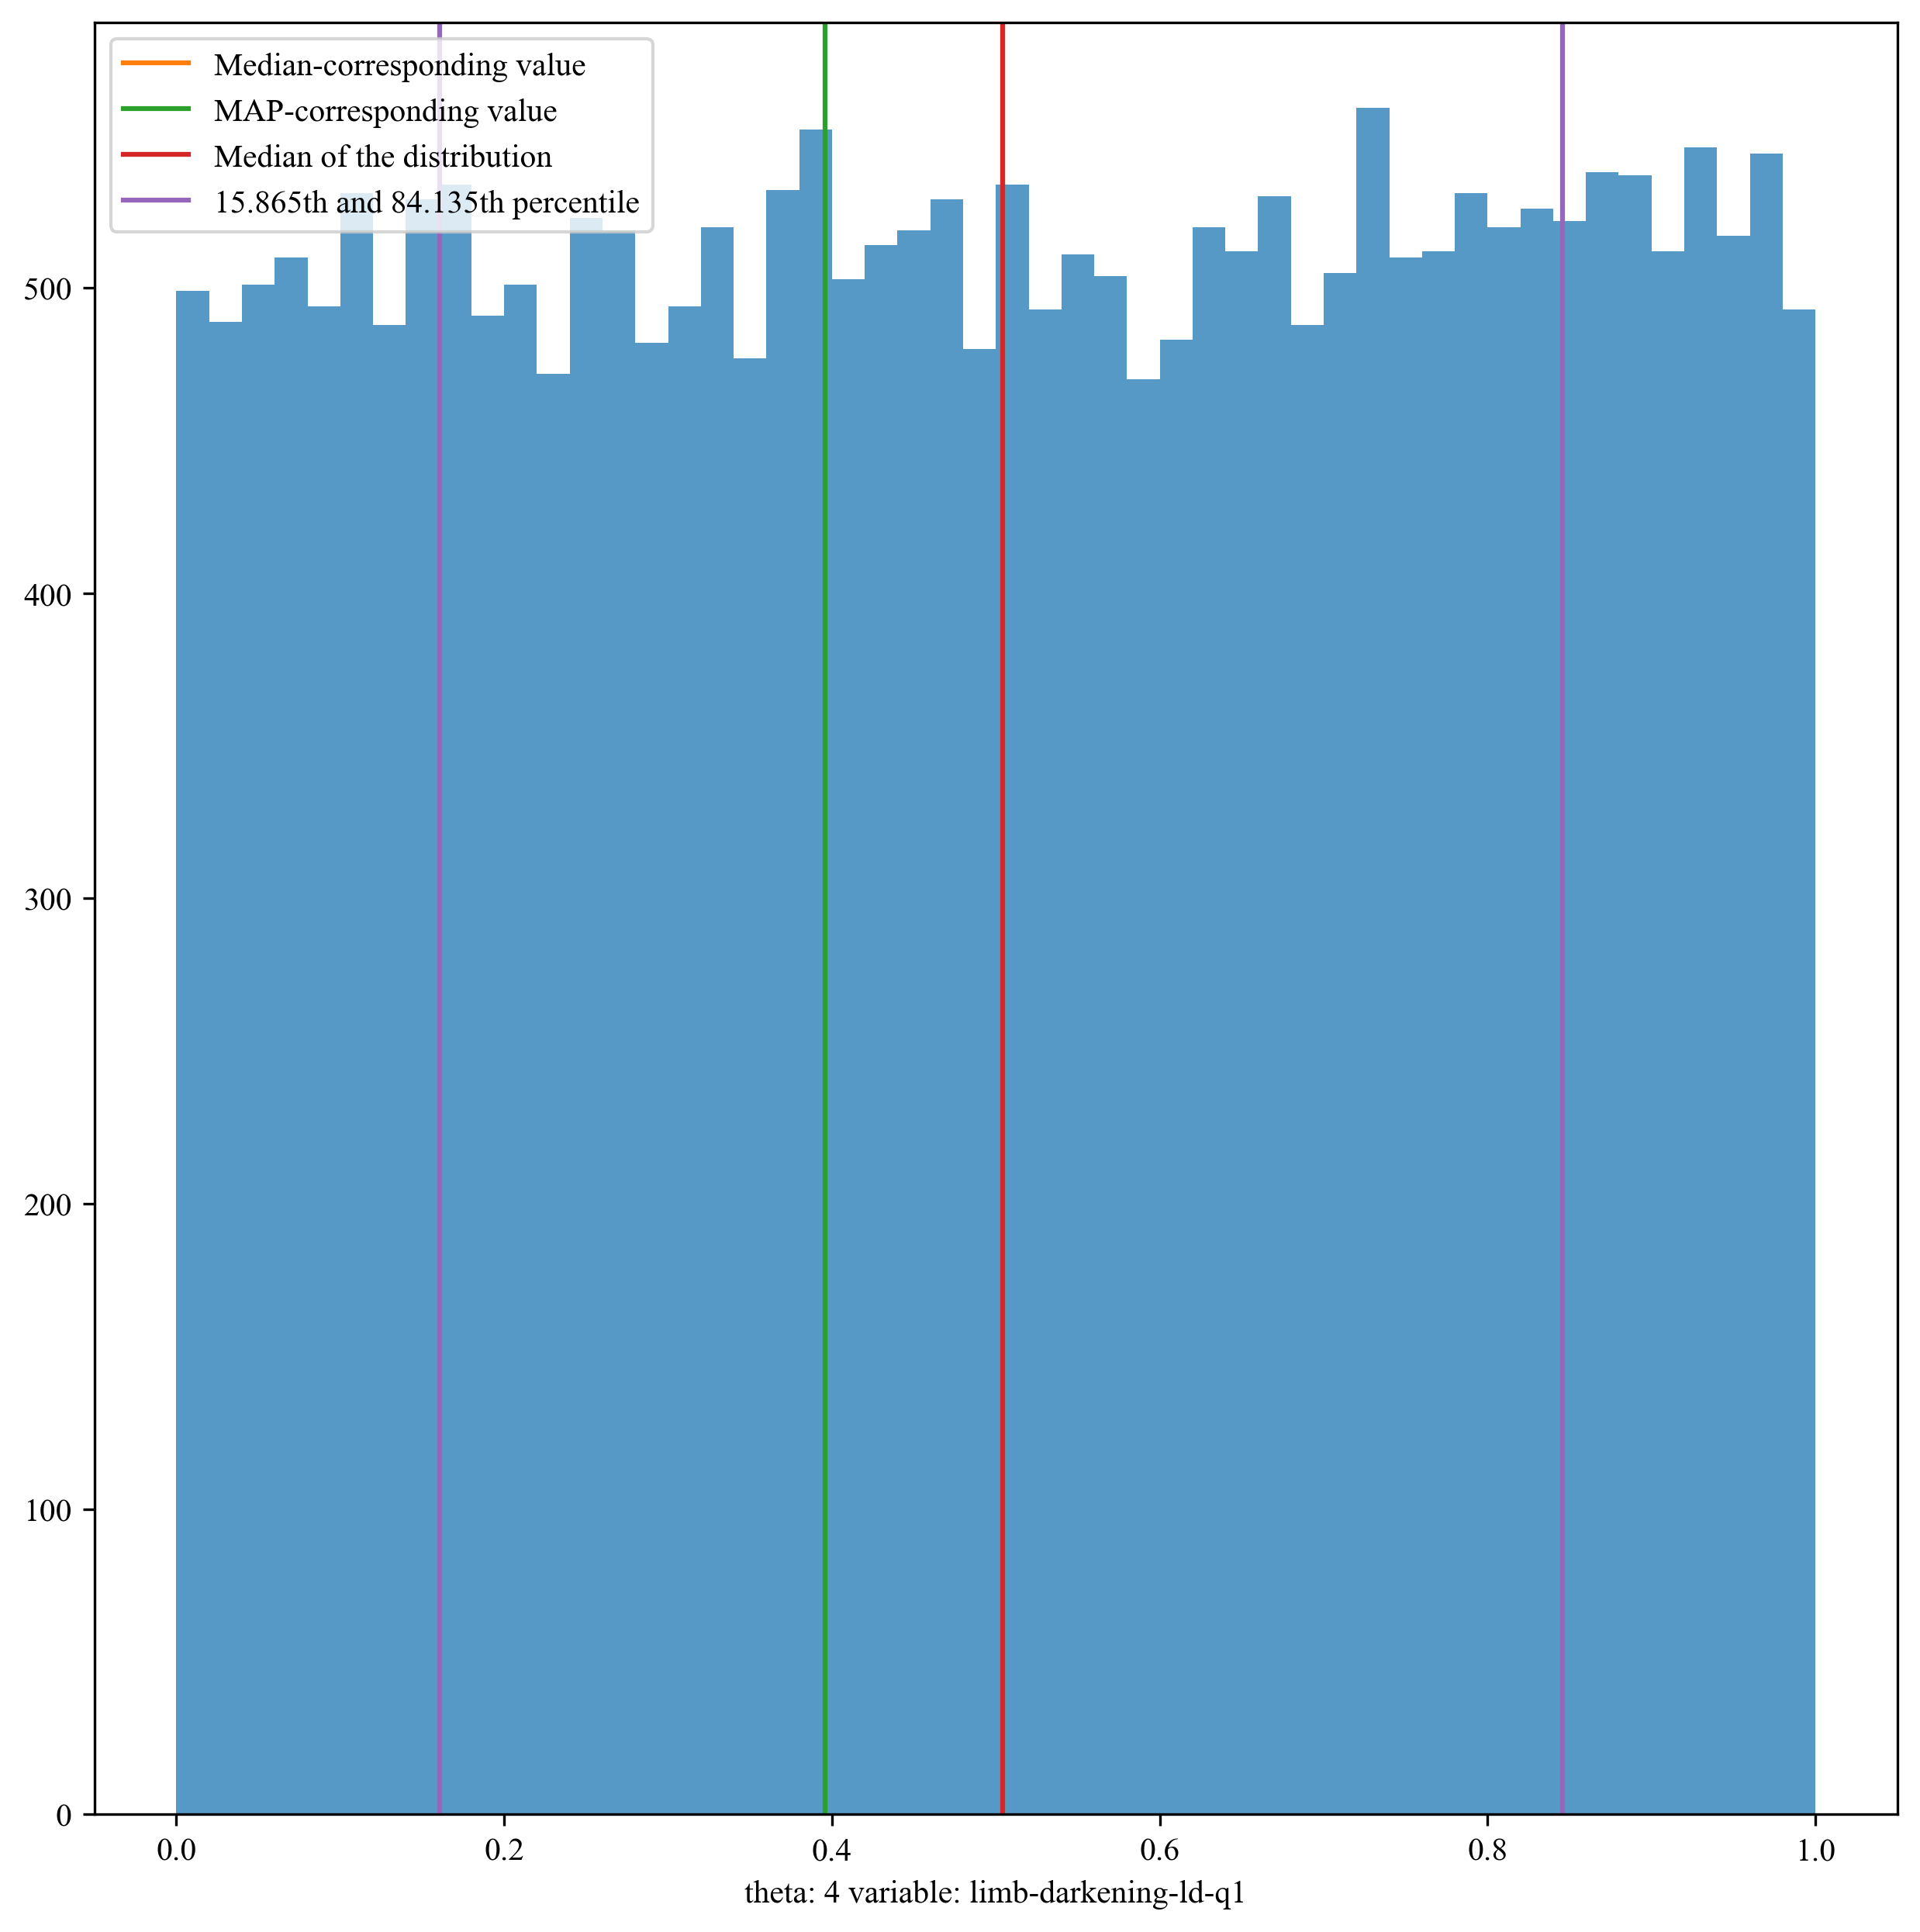 Median-corresponding value
MAP-corresponding value
Median of the distribution
15.865th and 84.135th percentile
500
400
300
200
100
0
0.0 0.2 0.4 0.6 0.8 1.0
theta: 4 variable: limb-darkening-ld-q1